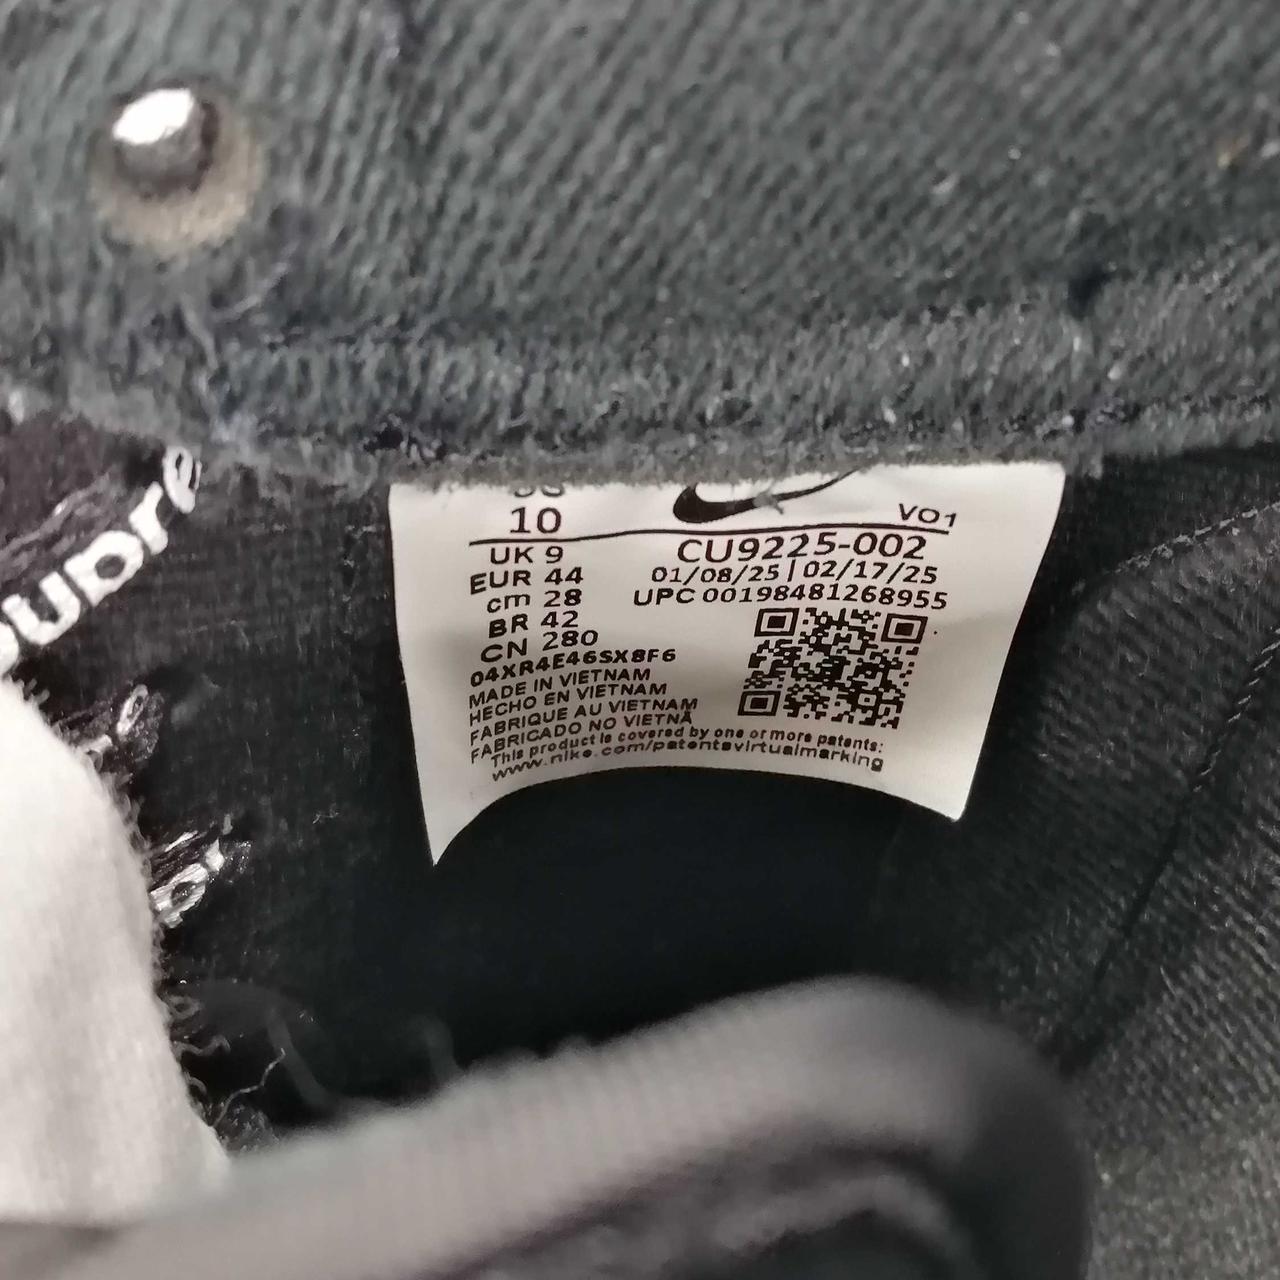 US
10
VO1
UK 9
EUR 44
cm 28
BR 42
CN 280
CU9225-002
01/08/25 | 02/17/25
UPC 00198481268955
04XR4E46SX8F6
MADE IN VIETNAM
HECHO EN VIETNAM
FABRIQUE AU VIETNAM
FABRICADO NO VIETNÃ
This product is covered by one or more patents:
www.nike.com/patentsvirtualmarking
upre